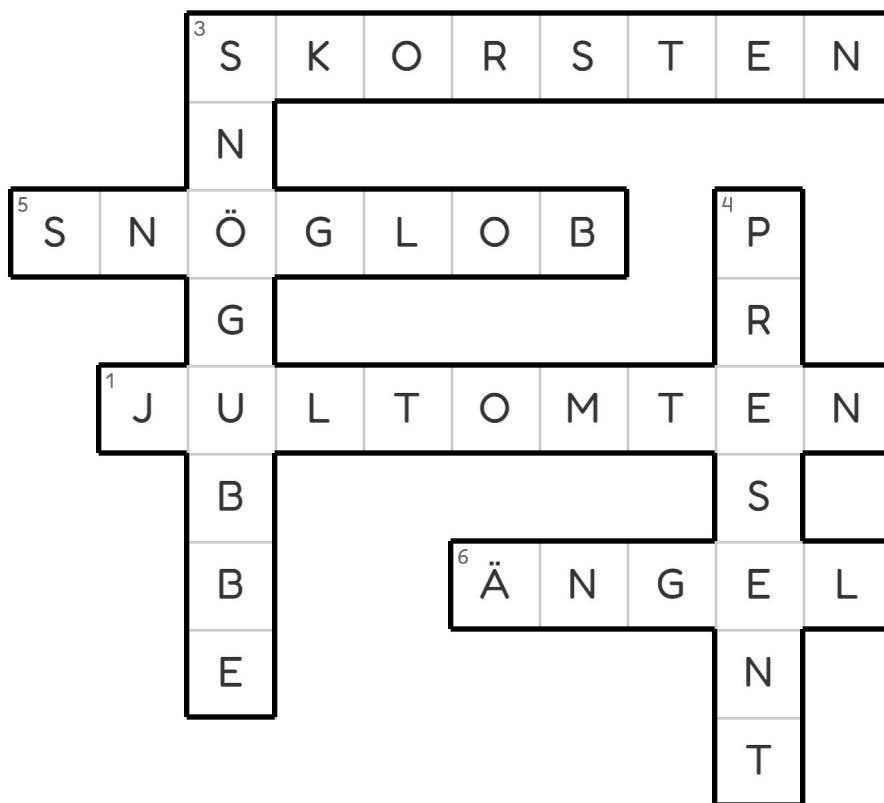 3 SKORSTEN
N
5 SNÖGLOB 4 P
G R
1 JULTOMTEN
B S
B 6 ÄNGEL
E N
T